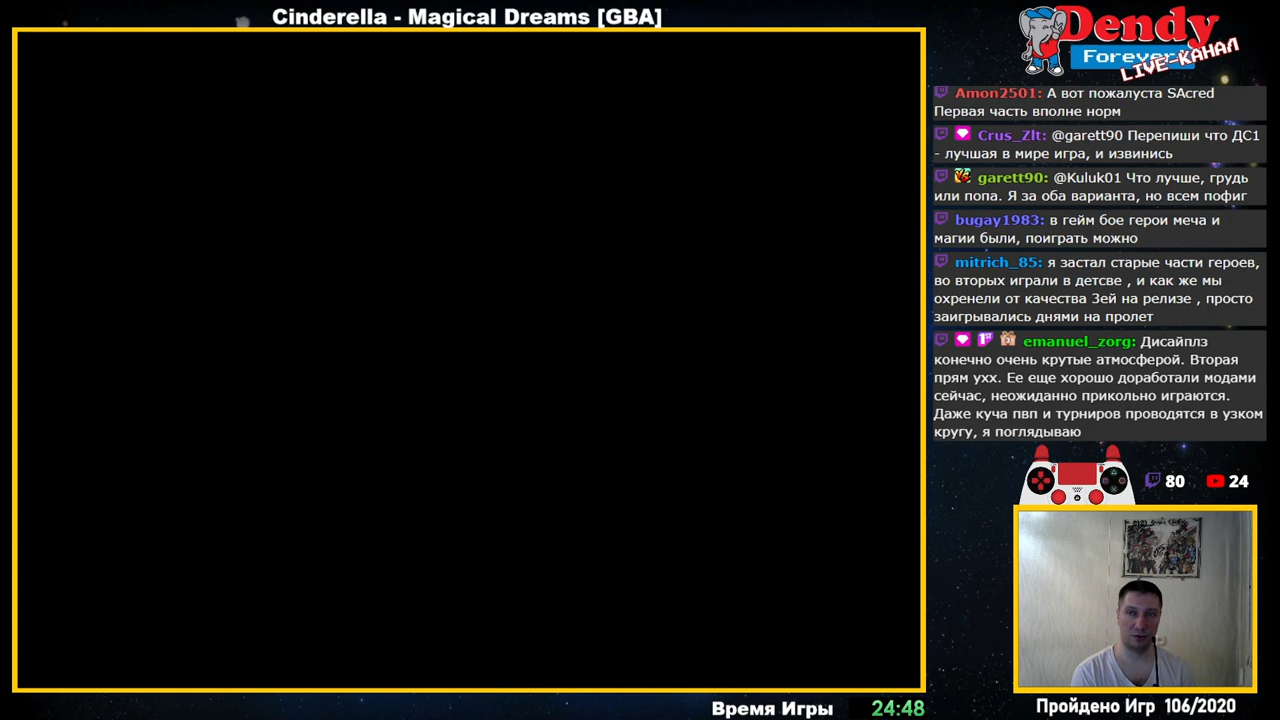 Cinderella - Magical Dreams [GBA]
Dendy
Forever!
LIVE-КАНАЛ
Amon2501: А вот пожалуста SAcred
Первая часть вполне норм
Crus_Zlt: @garett90 Перепиши что ДС1
- лучшая в мире игра, и извинись
garett90: @Kuluk01 Что лучше, грудь
или попа. Я за оба варианта, но всем пофиг
bugay1983: в гейм бое герои меча и
магии были, поиграть можно
mitrich_85: я застал старые части героев,
во вторых играли в детсве , и как же мы
охренели от качества 3ей на релизе , просто
заигрывались днями на пролет
emanuel_zorg: Дисайплз
конечно очень крутые атмосферой. Вторая
прям ухх. Ее еще хорошо доработали модами
сейчас, неожиданно прикольно играются.
Даже куча пвп и турниров проводятся в узком
кругу, я поглядываю
80
24
Время Игры 24:48
Пройдено Игр 106/2020